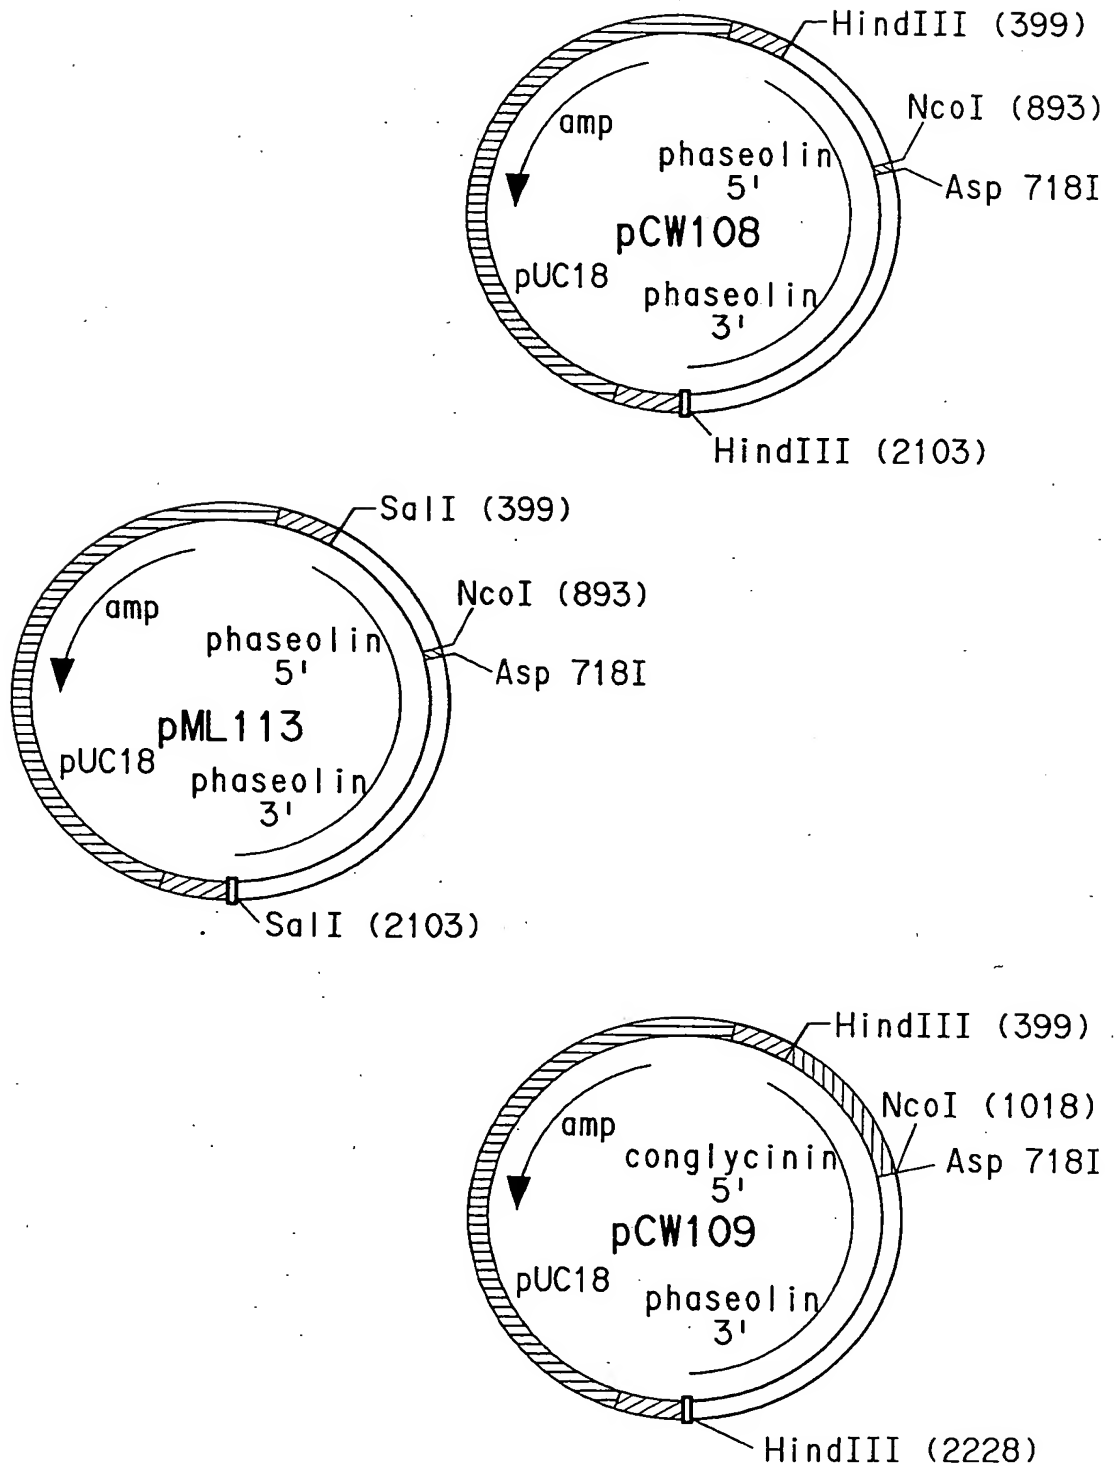 HindIII (399)
NcoI (893)
amp
phaseolin
5'
Asp 718I
pCW108
pUC18
phaseolin
3'
HindIII (2103)
SalI (399)
NcoI (893)
amp
phaseolin
5'
Asp 718I
pML113
pUC18
phaseolin
3'
SalI (2103)
HindIII (399)
NcoI (1018)
amp
conglycinin
5'
Asp 718I
pCW109
pUC18
phaseolin
3'
HindIII (2228)